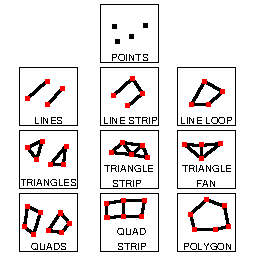 POINTS
LINES
LINE STRIP
LINE LOOP
TRIANGLES
TRIANGLE
STRIP
TRIANGLE
FAN
QUADS
QUAD
STRIP
POLYGON